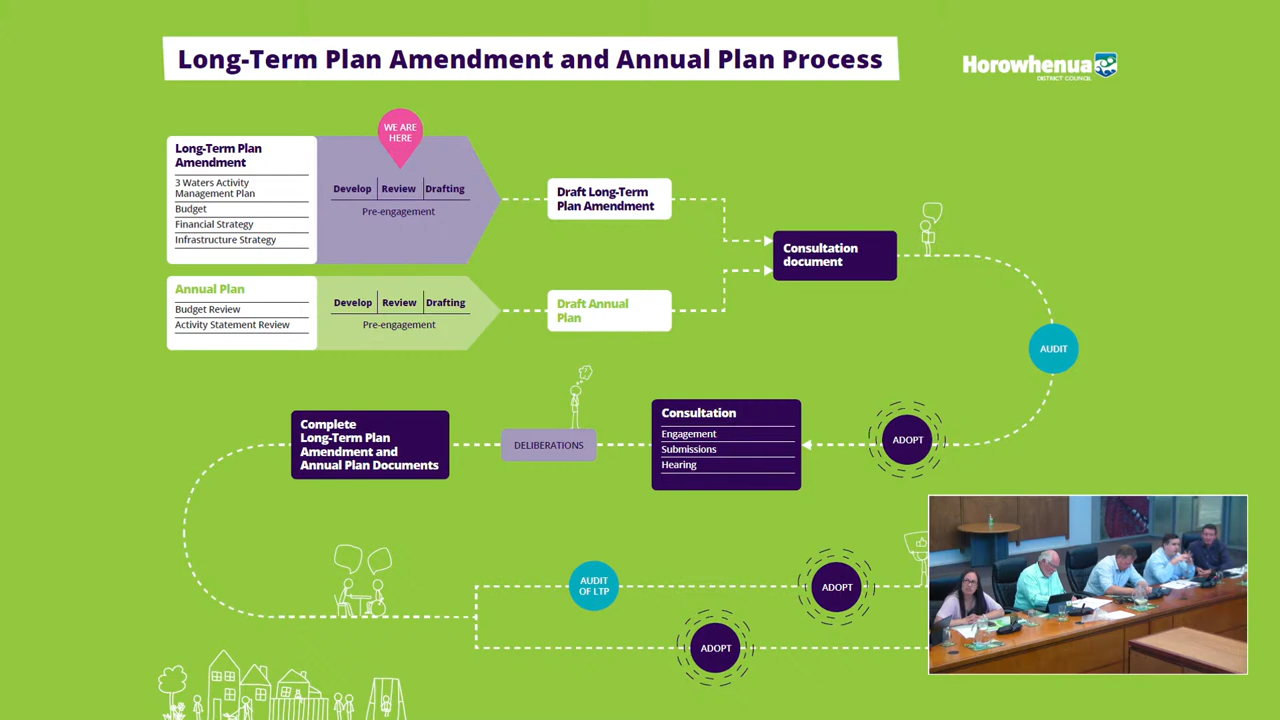 Long-Term Plan Amendment and Annual Plan Process
Horowhenua
DISTRICT COUNCIL
WE ARE
HERE
Long-Term Plan
Amendment
3 Waters Activity
Management Plan
Budget
Financial Strategy
Infrastructure Strategy
Develop Review Drafting
Pre-engagement
Draft Long-Term
Plan Amendment
Consultation
document
Annual Plan
Budget Review
Activity Statement Review
Develop Review Drafting
Pre-engagement
Draft Annual
Plan
AUDIT
ADOPT
Consultation
Engagement
Submissions
Hearing
DELIBERATIONS
Complete
Long-Term Plan
Amendment and
Annual Plan Documents
AUDIT
OF LTP
ADOPT
ADOPT